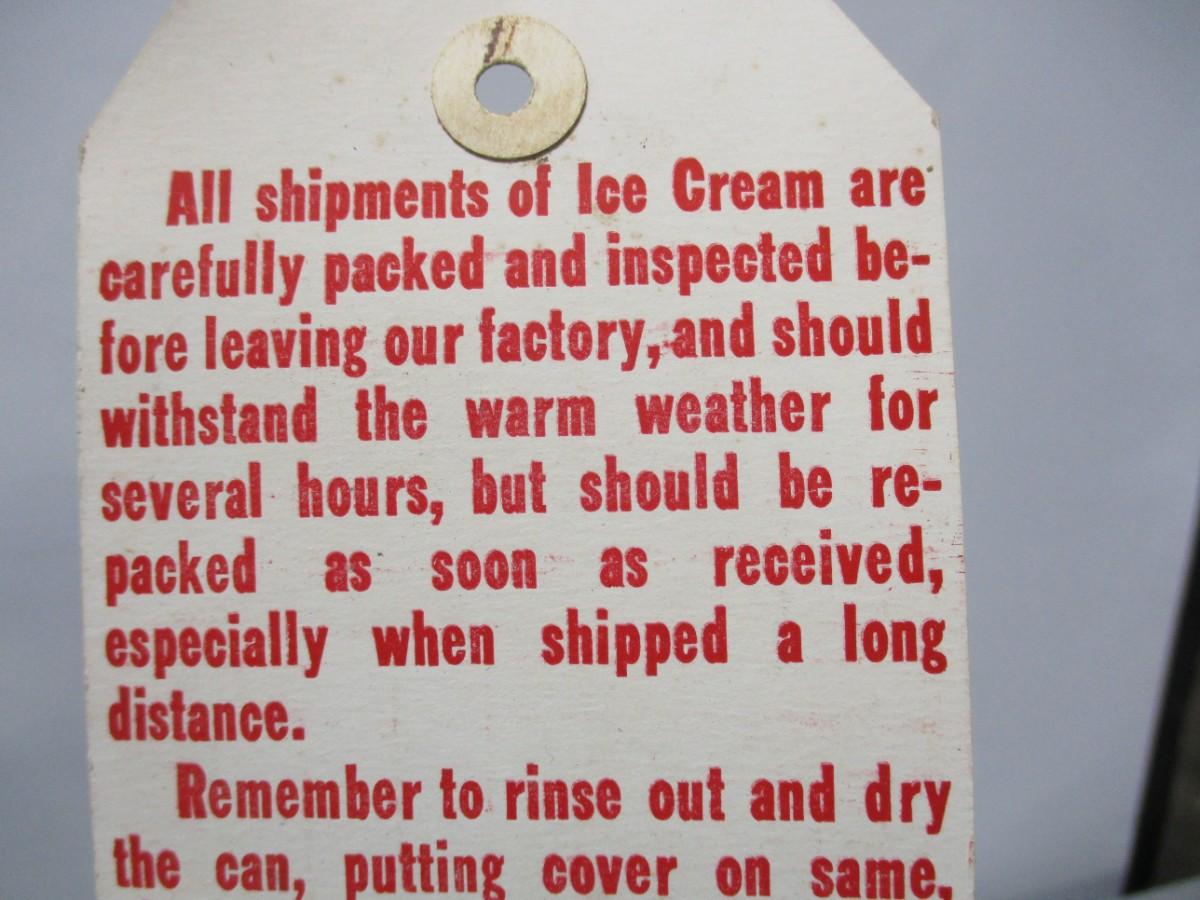 All shipments of Ice Cream are
carefully packed and inspected be-
fore leaving our factory, and should
withstand the warm weather for
several hours, but should be re-
packed as soon as received,
especially when shipped a long
distance.
Remember to rinse out and dry
the can, putting cover on same.